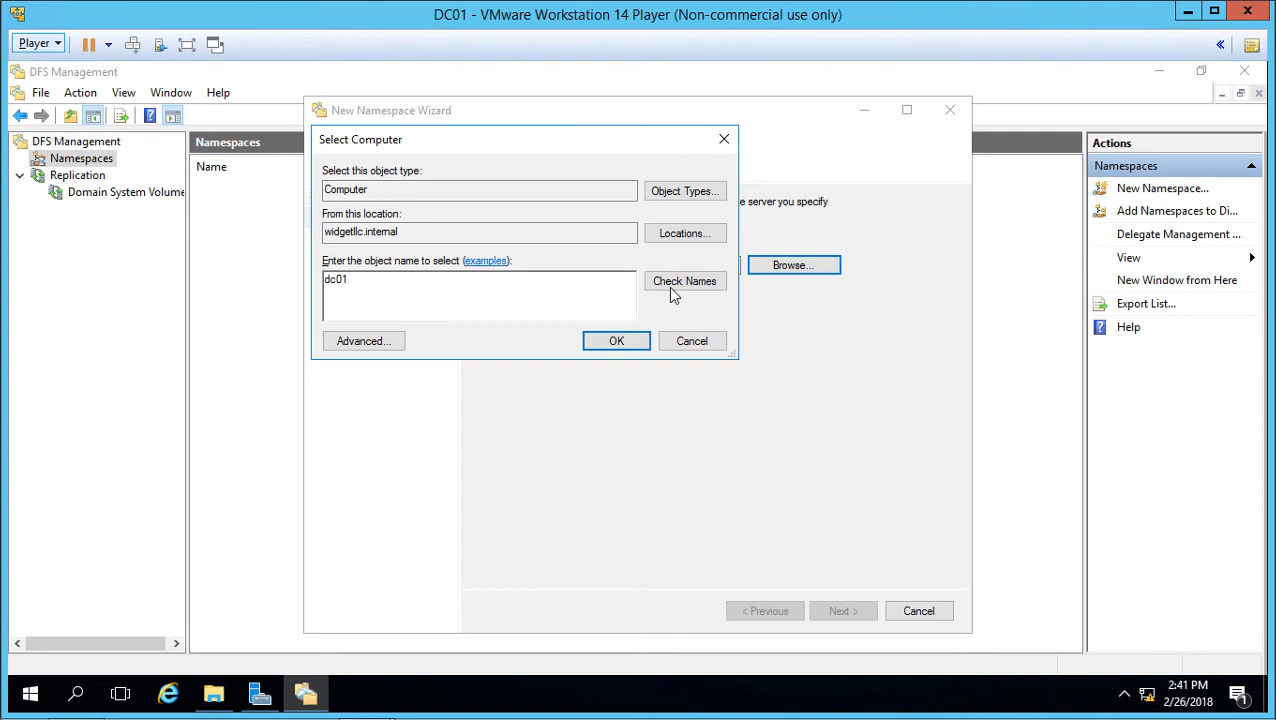 DC01 - VMware Workstation 14 Player (Non-commercial use only)
Player
DFS Management
File Action View Window Help
DFS Management
Namespaces
Replication
Domain System Volume
Namespaces
Name
New Namespace Wizard
e server you specify
Browse...
< Previous
Next >
Cancel
Select Computer
Select this object type:
Computer
Object Types...
From this location:
widgetllc.internal
Locations...
Enter the object name to select (examples):
dc01
Check Names
Advanced...
OK
Cancel
Actions
Namespaces
New Namespace...
Add Namespaces to Di...
Delegate Management ...
View
New Window from Here
Export List...
Help
2:41 PM
2/26/2018
1